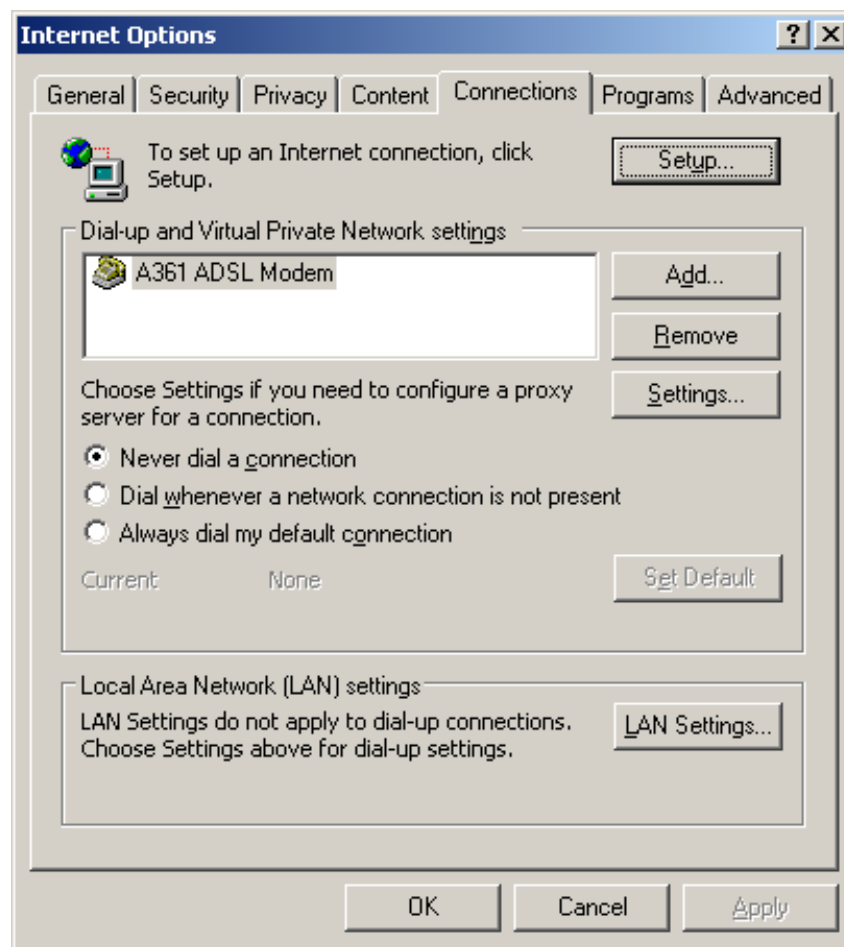 Internet Options
General Security Privacy Content Connections Programs Advanced
To set up an Internet connection, click
Setup.
Setup...
Dial-up and Virtual Private Network settings
A361 ADSL Modem
Add...
Remove
Choose Settings if you need to configure a proxy
server for a connection.
Settings...
Never dial a connection
Dial whenever a network connection is not present
Always dial my default connection
Current None
Set Default
Local Area Network (LAN) settings
LAN Settings do not apply to dial-up connections.
Choose Settings above for dial-up settings.
LAN Settings...
OK Cancel Apply